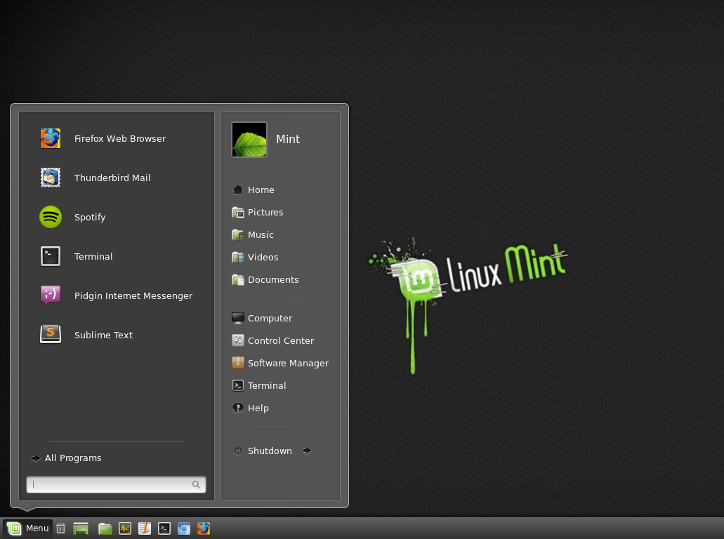 Firefox Web Browser
Thunderbird Mail
Spotify
Terminal
Pidgin Internet Messenger
Sublime Text
All Programs
Mint
Home
Pictures
Music
Videos
Documents
Computer
Control Center
Software Manager
Terminal
Help
Shutdown
Linux Mint
Menu